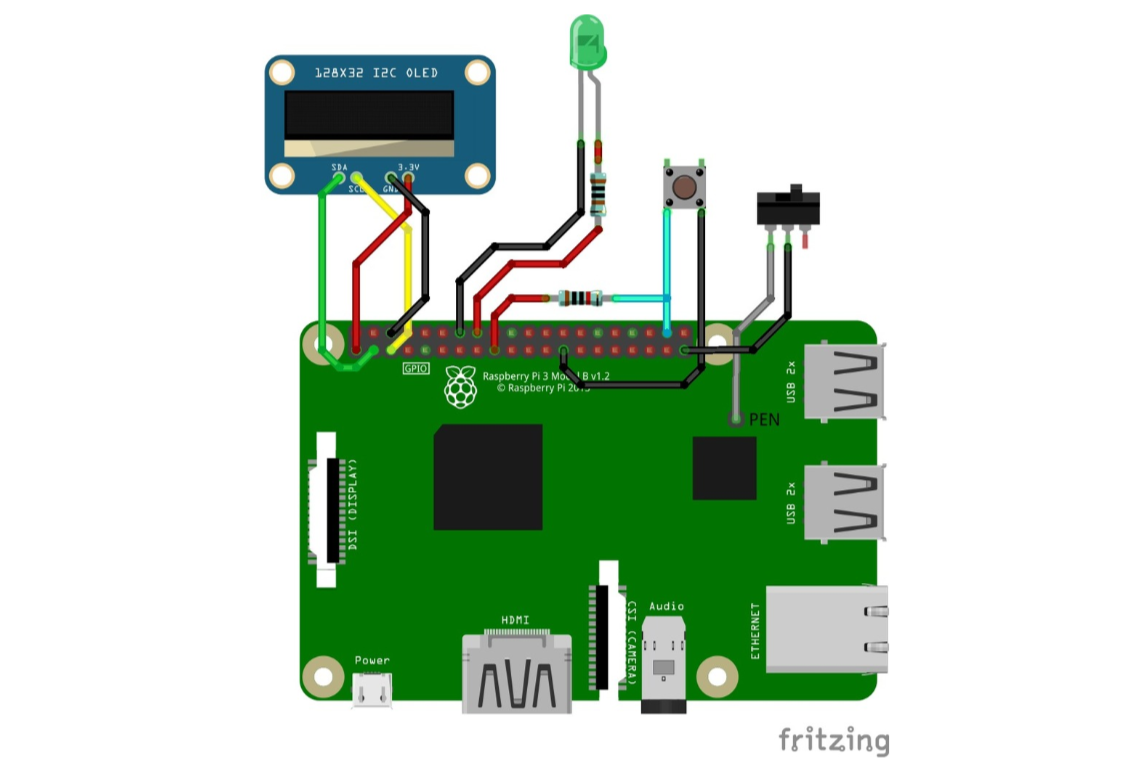 128X32 I2C OLED
SDA
3.3V
SCL
GND
GPIO
Raspberry Pi 3 Model B v1.2
© Raspberry Pi 2015
PEN
USB 2x
USB 2x
DSI (DISPLAY)
CSI (CAMERA)
Audio
ETHERNET
HDMI
Power
fritzing